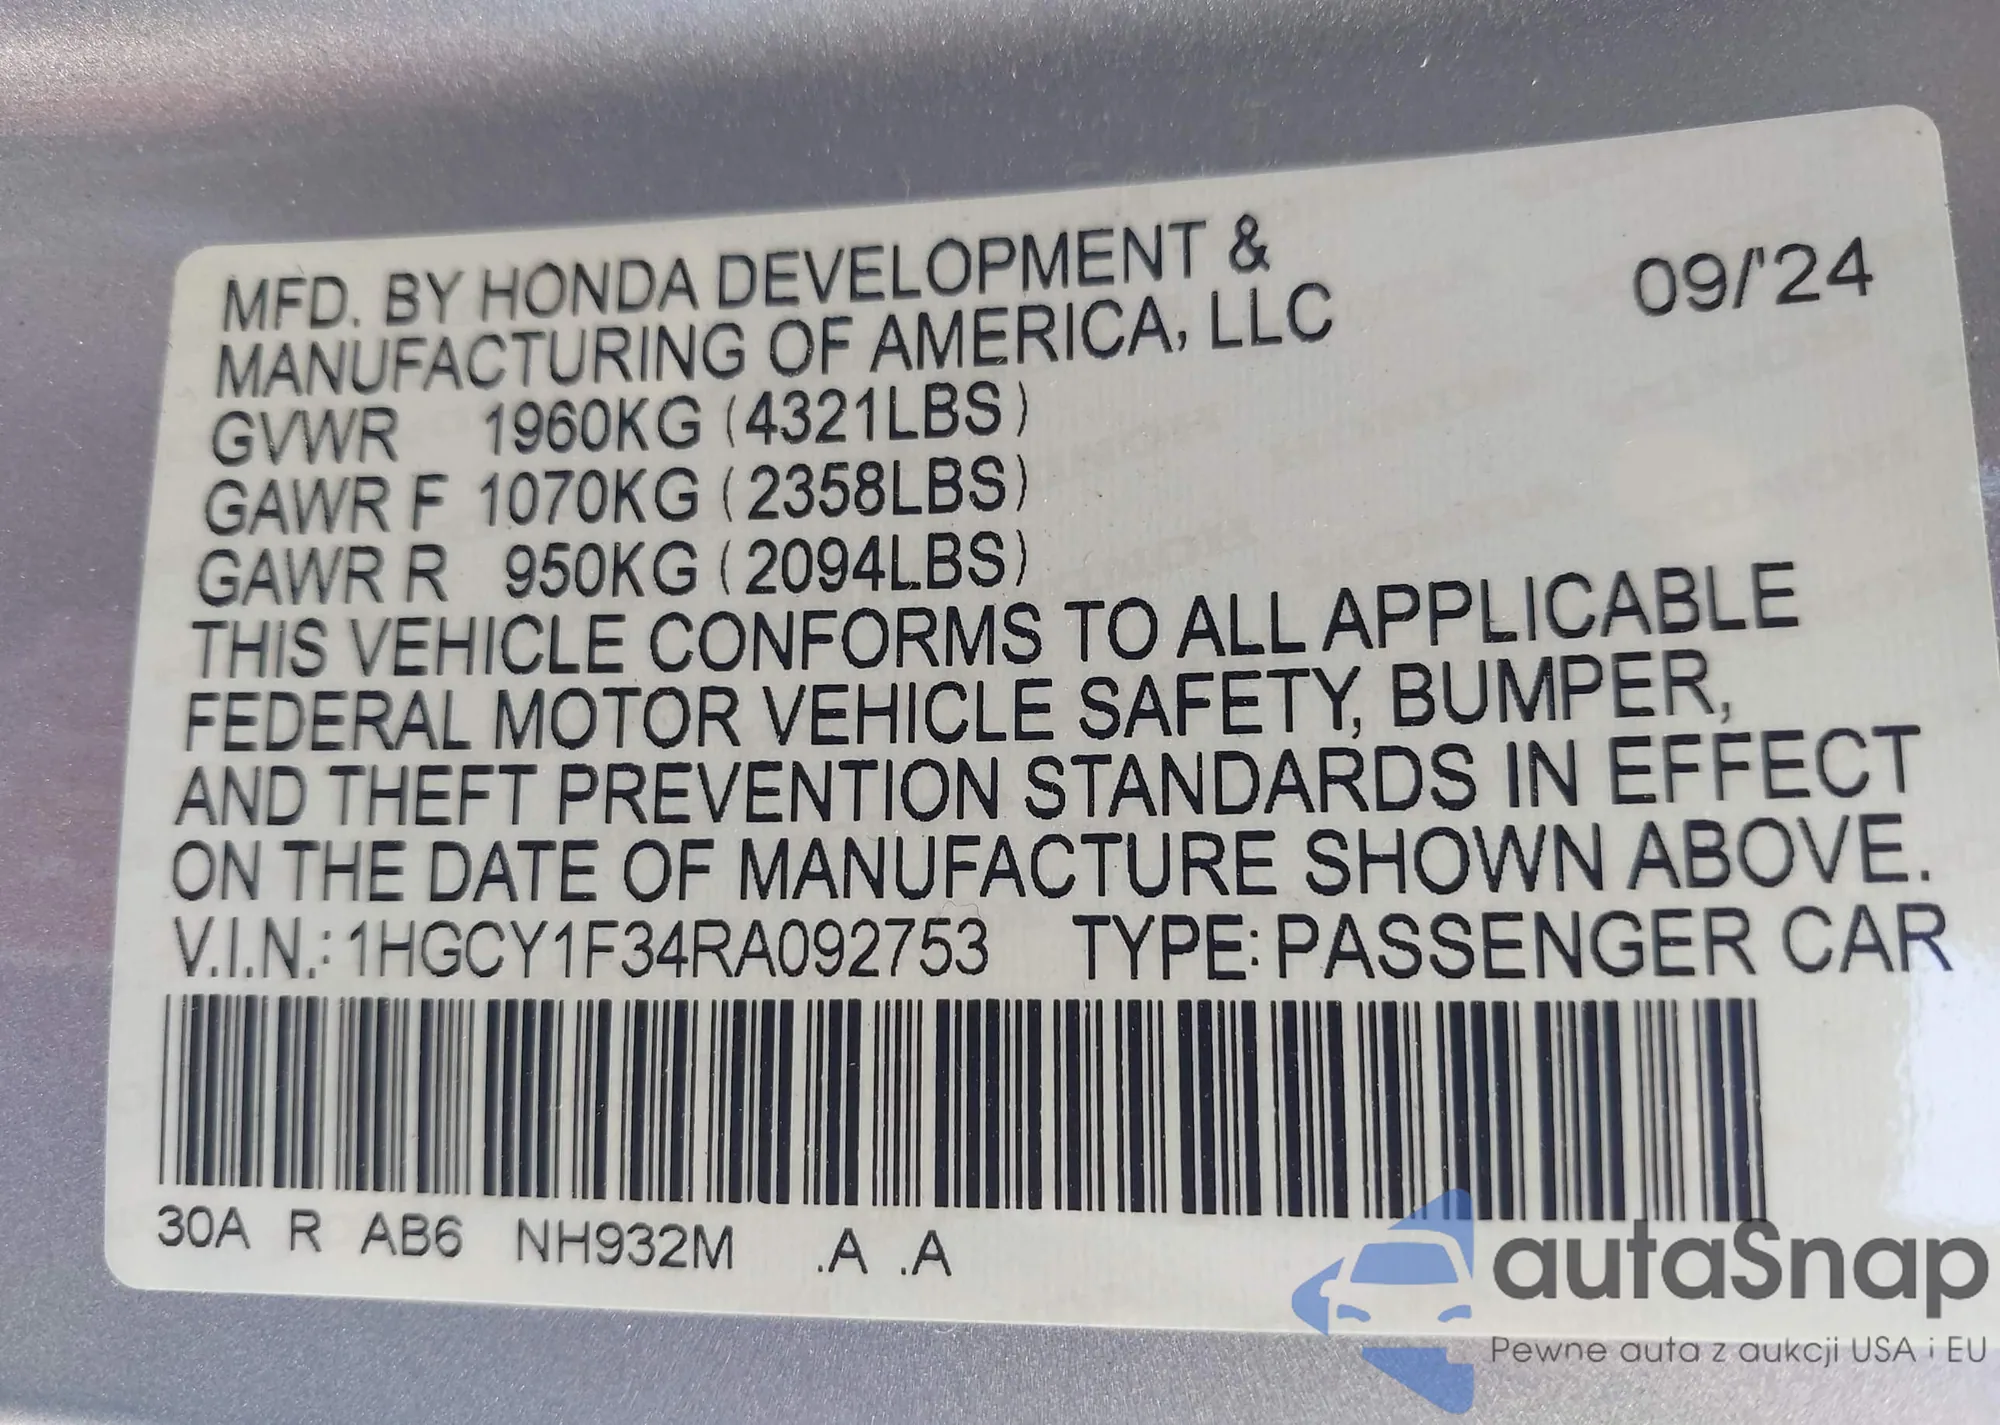 MFD. BY HONDA DEVELOPMENT &
MANUFACTURING OF AMERICA, LLC
09/'24
GVWR 1960KG (4321LBS)
GAWR F 1070KG (2358LBS)
GAWR R 950KG (2094LBS)
THIS VEHICLE CONFORMS TO ALL APPLICABLE
FEDERAL MOTOR VEHICLE SAFETY, BUMPER,
AND THEFT PREVENTION STANDARDS IN EFFECT
ON THE DATE OF MANUFACTURE SHOWN ABOVE.
V.I.N.: 1HGCY1F34RA092753 TYPE: PASSENGER CAR
30A R AB6 NH932M .A .A
autaSnap
Pewne auta z aukcji USA i EU